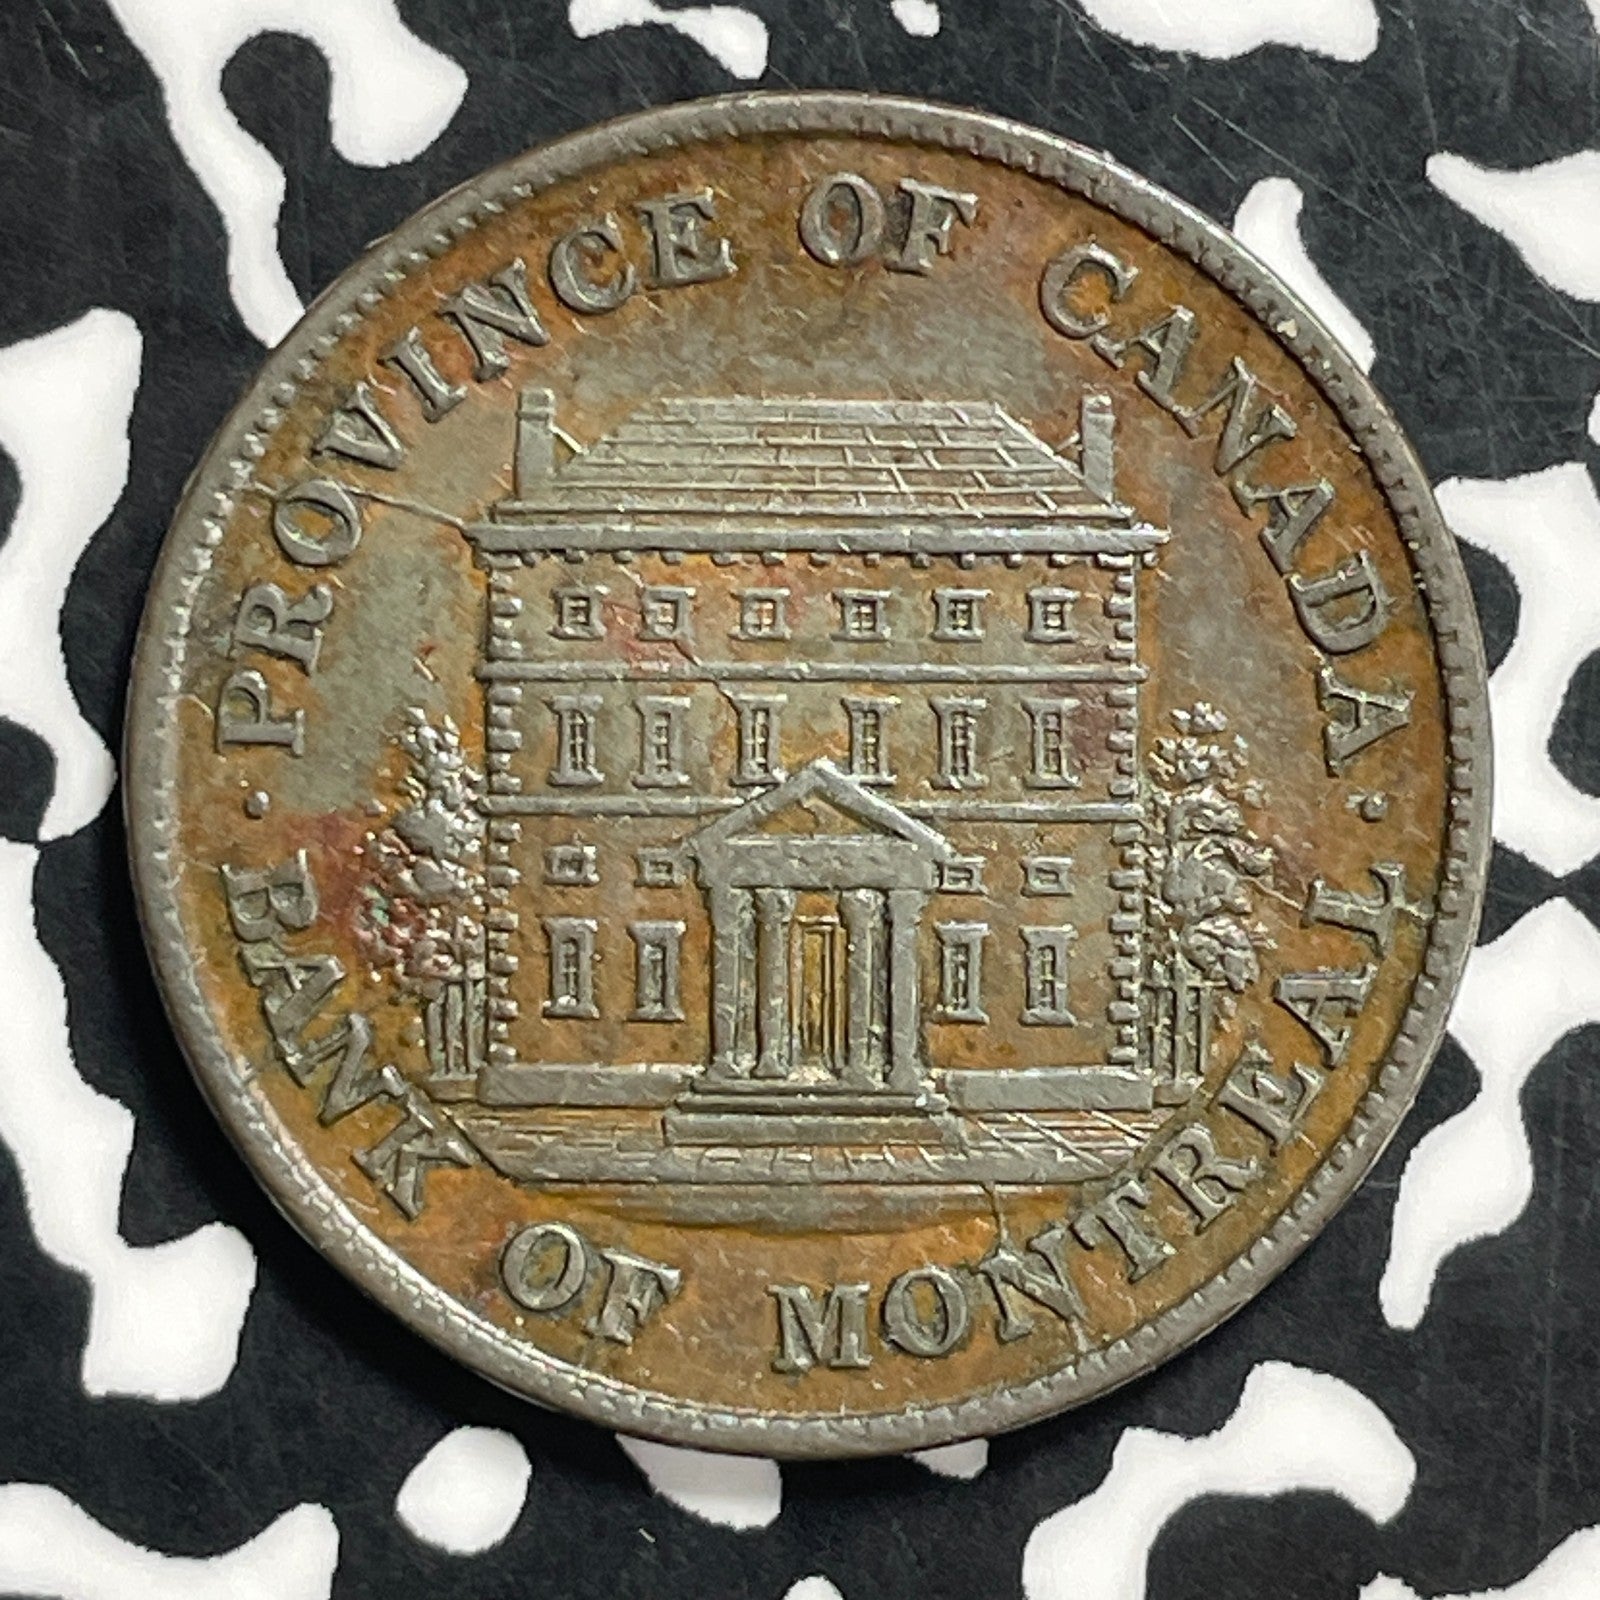 PROVINCE OF CANADA
BANK OF MONTREAL